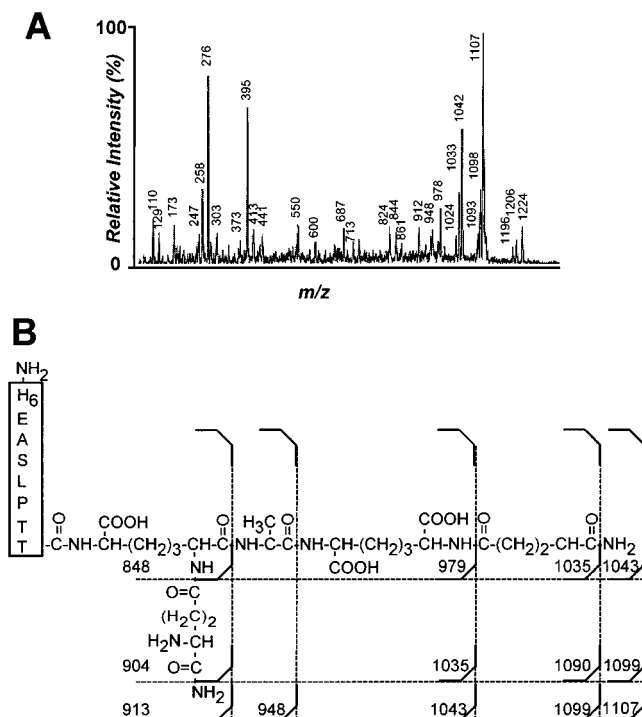 A
Relative Intensity (%)
100
0
110
129
173
247
258
276
303
373
395
413
441
550
600
687
713
824
844
861
912
948
978
1024
1033
1042
1093
1098
1107
1196
1206
1224
m/z
B
NH2
H6
E
A
S
L
P
T
T
O
COOH
O
H3C
O
COOH
O
O
-C-NH-CH-(CH2)3-CH-C-NH-CH-C-NH-CH-(CH2)3-CH-NH-C-(CH2)2-CH-C-NH2
848 NH COOH 979 1035 1043
O=C
(H2C)2
H2N-CH
904 O=C 1035 1090 1099
NH2
913 948 1043 1099 1107